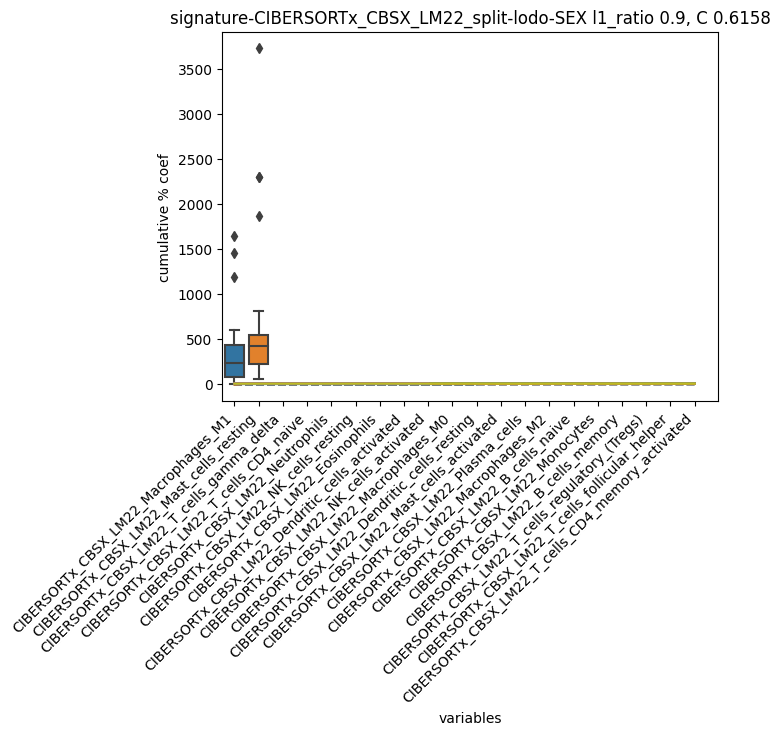 signature-CIBERSORTx_CBSX_LM22_split-lodo-SEX l1_ratio 0.9, C 0.6158
cumulative % coef
3500
3000
2500
2000
1500
1000
500
0
CIBERSORTx_CBSX_LM22_Macrophages_M1
CIBERSORTx_CBSX_LM22_Mast_cells_resting
CIBERSORTx_CBSX_LM22_T_cells_gamma_delta
CIBERSORTx_CBSX_LM22_T_cells_CD4_naive
CIBERSORTx_CBSX_LM22_Neutrophils
CIBERSORTx_CBSX_LM22_NK_cells_resting
CIBERSORTx_CBSX_LM22_Eosinophils
CIBERSORTx_CBSX_LM22_Dendritic_cells_activated
CIBERSORTx_CBSX_LM22_NK_cells_activated
CIBERSORTx_CBSX_LM22_Macrophages_M0
CIBERSORTx_CBSX_LM22_Dendritic_cells_resting
CIBERSORTx_CBSX_LM22_Mast_cells_activated
CIBERSORTx_CBSX_LM22_Plasma_cells
CIBERSORTx_CBSX_LM22_Macrophages_M2
CIBERSORTx_CBSX_LM22_B_cells_naive
CIBERSORTx_CBSX_LM22_Monocytes
CIBERSORTx_CBSX_LM22_B_cells_memory
CIBERSORTx_CBSX_LM22_T_cells_regulatory_(Tregs)
CIBERSORTx_CBSX_LM22_T_cells_follicular_helper
CIBERSORTx_CBSX_LM22_T_cells_CD4_memory_activated
variables